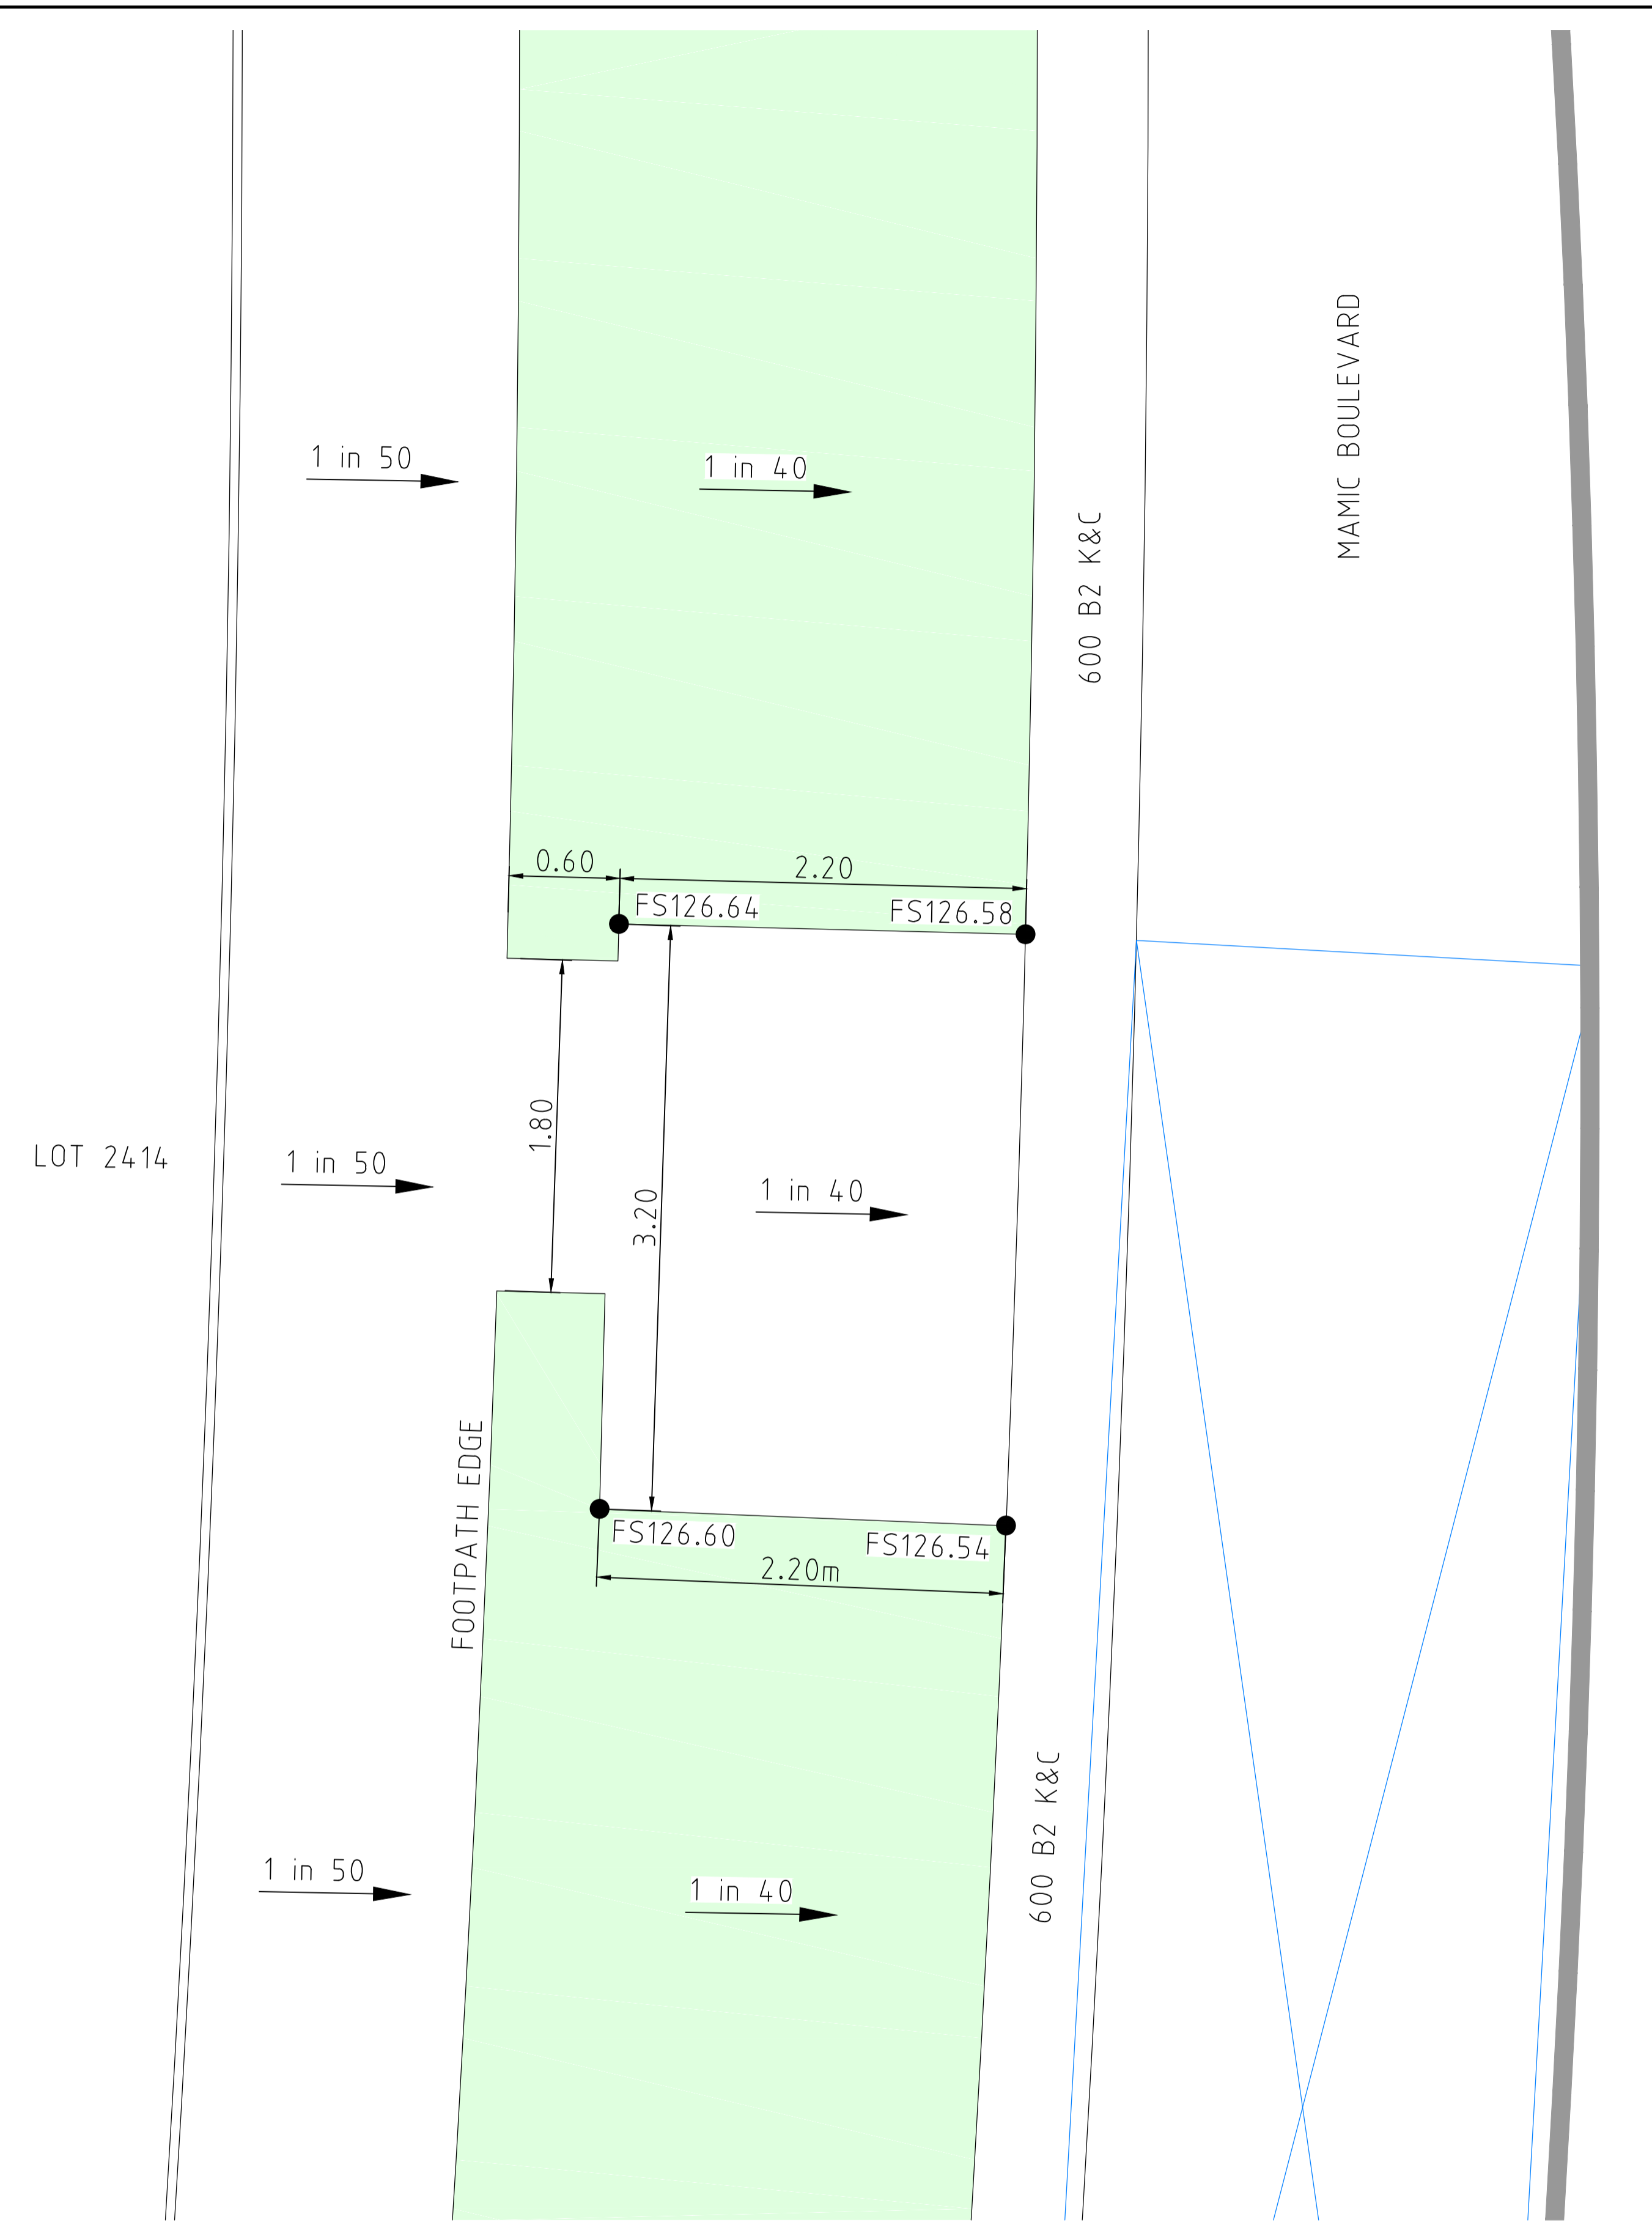 MAMIC BOULEVARD
1 in 50
1 in 40
600 B2 K&C
0.60
2.20
FS126.64
FS126.58
1.80
LOT 2414
1 in 50
3.20
1 in 40
FOOTPATH EDGE
FS126.60
FS126.54
2.20m
600 B2 K&C
1 in 50
1 in 40